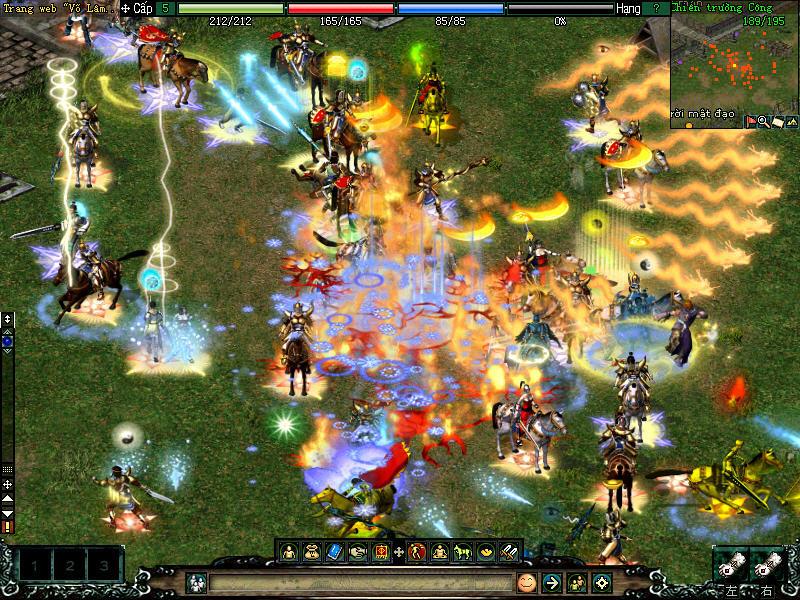 Trang web "Võ Lâm..
Cấp 5
Hạng ?
Chiến trường Công
212/212
165/165
85/85
0%
189/195
rời mật đạo
1 2 3
左 右